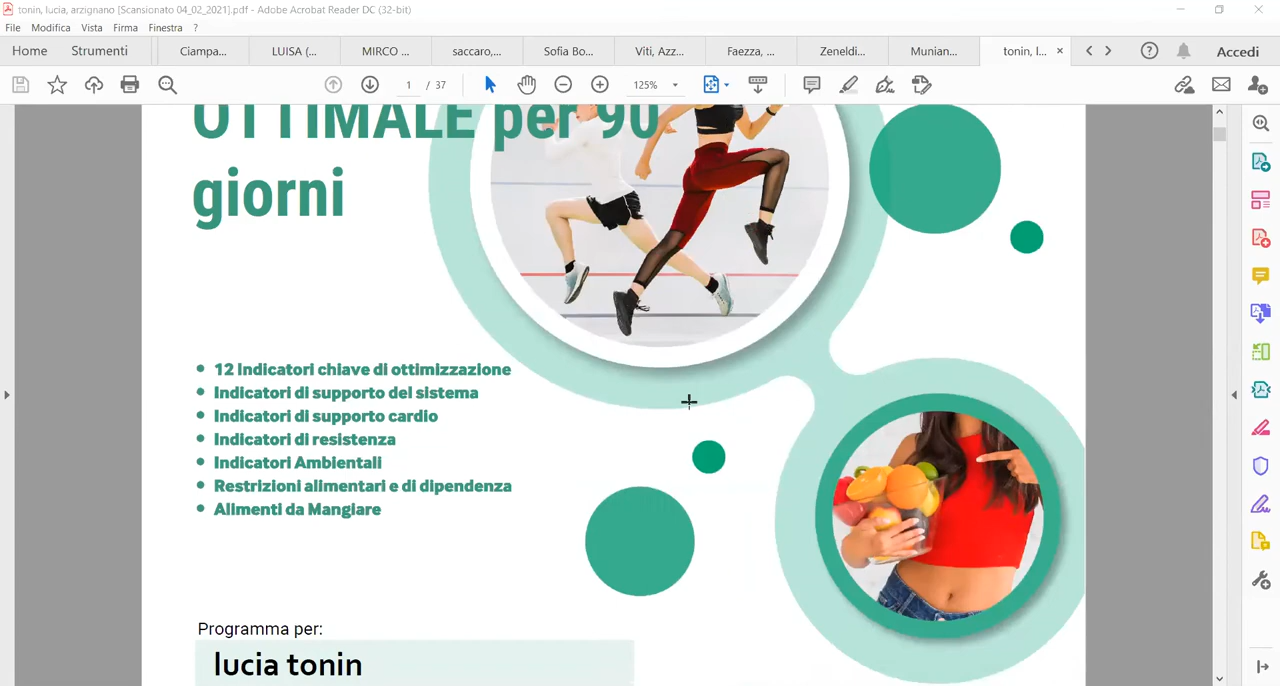 tonin, lucia, arzignano [Scansionato 04_02_2021].pdf - Adobe Acrobat Reader DC (32-bit)
File Modifica Vista Firma Finestra ?
Home Strumenti Ciampa... LUISA (... MIRCO ... saccaro,... Sofia Bo... Viti, Azz... Faezza, ... Zeneldi... Munian... tonin, l... × Accedi
1 / 37 125%
OTTIMALE per 90
giorni
• 12 Indicatori chiave di ottimizzazione
• Indicatori di supporto del sistema
• Indicatori di supporto cardio
• Indicatori di resistenza
• Indicatori Ambientali
• Restrizioni alimentari e di dipendenza
• Alimenti da Mangiare
Programma per:
lucia tonin